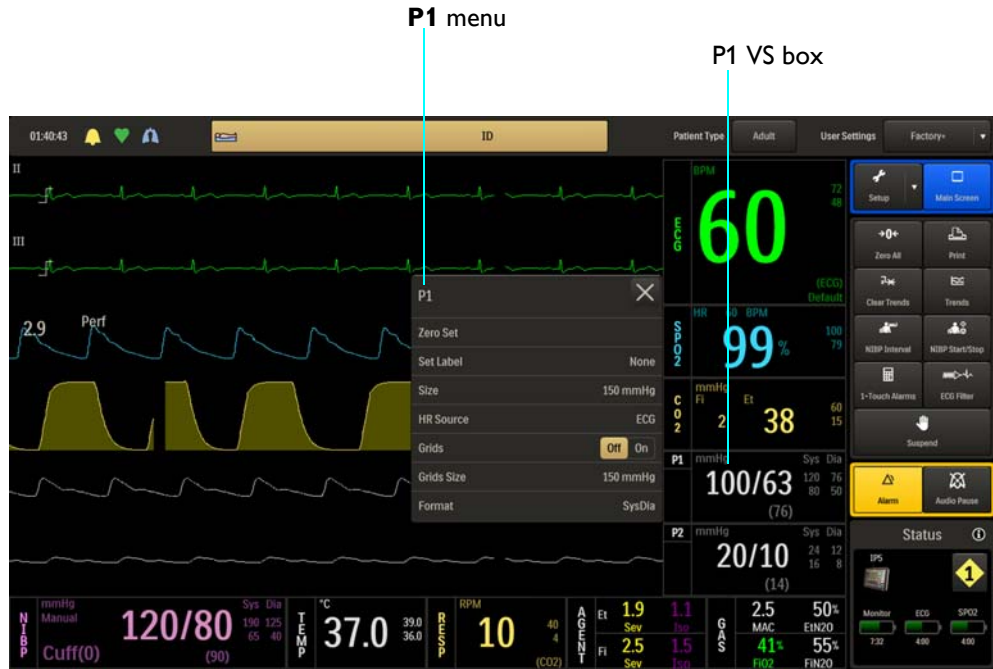 P1 menu
P1 VS box
01:40:43
ID
Patient Type
Adult
User Settings
Factory+
II
III
2.9
Perf
P1
Zero Set
Set Label None
Size 150 mmHg
HR Source ECG
Grids Off On
Grids Size 150 mmHg
Format SysDia
ECG
BPM
60
72
48
(ECG)
Default
SPO2
HR 60 BPM
99%
100
79
CO2
mmHg
Fi Et
2 38
60
15
P1 mmHg Sys Dia
100/63
120 76
80 50
(76)
P2 mmHg Sys Dia
20/10
24 12
16 8
(14)
Setup
Main Screen
→0←
Zero All
Print
Clear Trends
Trends
NIBP Interval
NIBP Start/Stop
1-Touch Alarms
ECG Filter
Suspend
Alarm
Audio Pause
Status
IP5
1
Monitor ECG SPO2
7:32 4:00 4:00
NIBP
mmHg
Manual
Cuff(0)
120/80
(90)
Sys Dia
190 125
65 40
TEMP
°C
37.0
39.0
36.0
RESP
RPM
10
40
4
(CO2)
AGENT
Et 1.9 1.1
Sev Iso
Fi 2.5 1.5
Sev Iso
GAS
2.5 50%
MAC EtN20
41% 55%
FiO2 FiN20